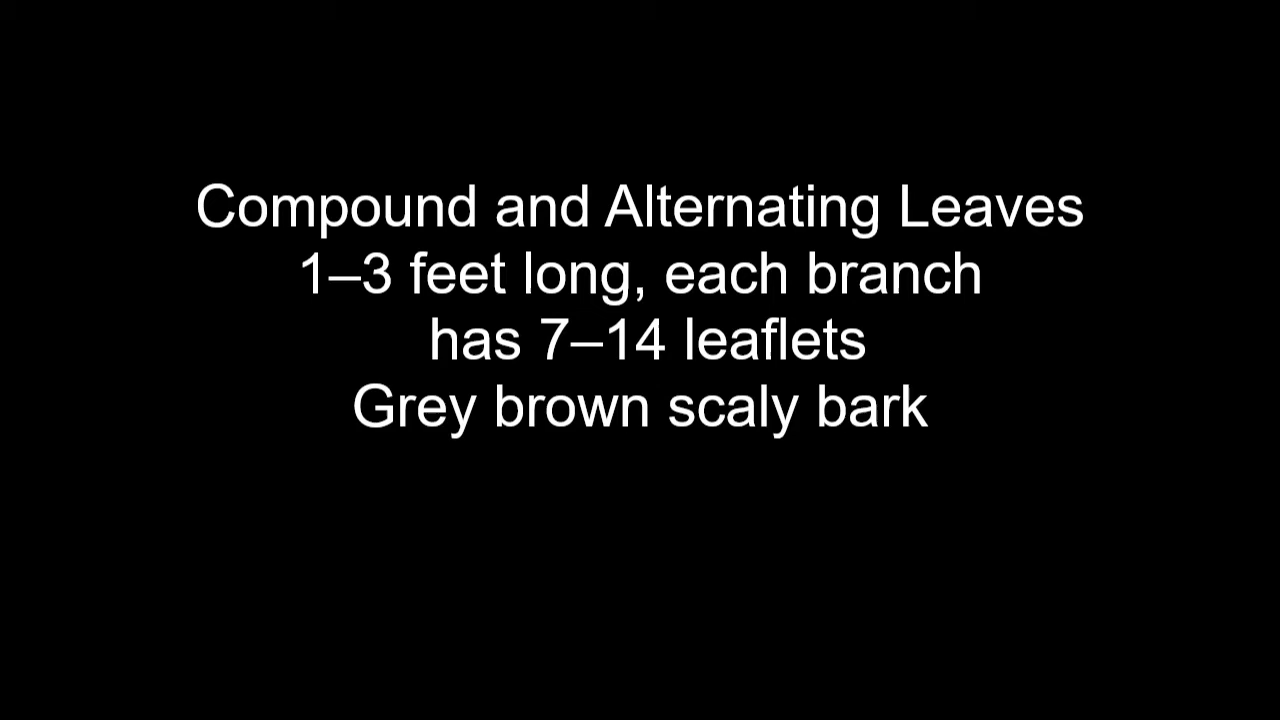 Compound and Alternating Leaves
1–3 feet long, each branch
has 7–14 leaflets
Grey brown scaly bark